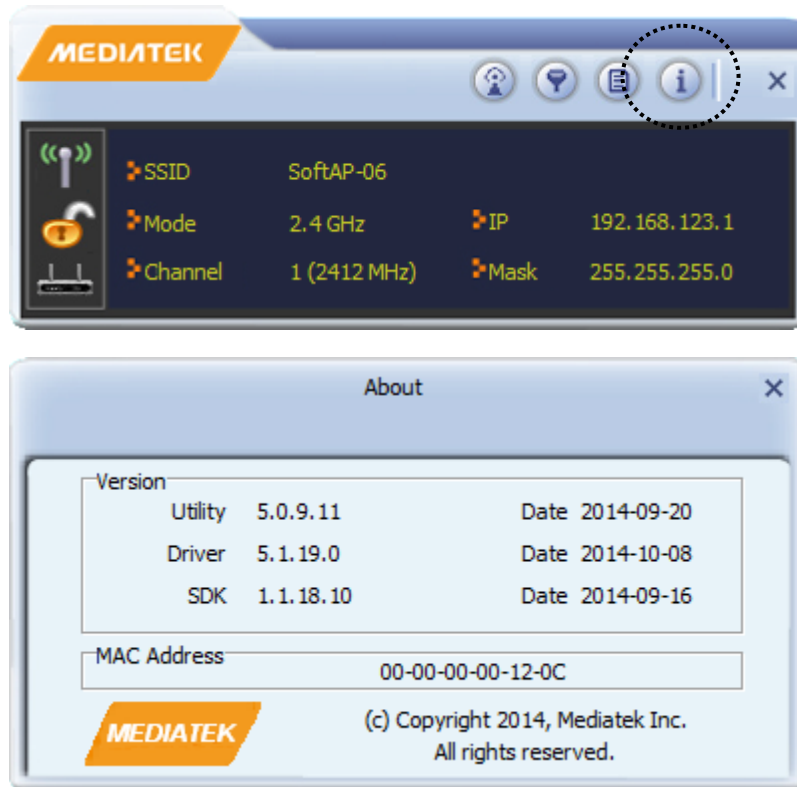 MEDIATEK
SSID SoftAP-06
Mode 2.4 GHz IP 192.168.123.1
Channel 1 (2412 MHz) Mask 255.255.255.0
About
Version
Utility 5.0.9.11 Date 2014-09-20
Driver 5.1.19.0 Date 2014-10-08
SDK 1.1.18.10 Date 2014-09-16
MAC Address
00-00-00-00-12-0C
MEDIATEK
(c) Copyright 2014, Mediatek Inc.
All rights reserved.